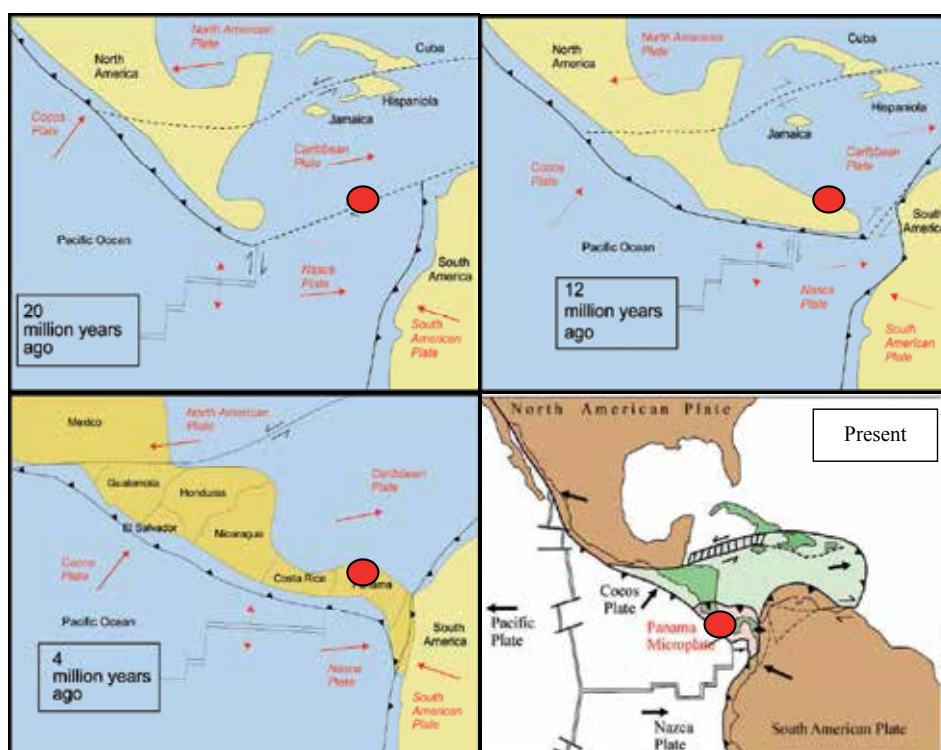 North
American
Plate
North
America
Cuba
Hispaniola
Jamaica
Cocos
Plate
Caribbean
Plate
Pacific Ocean
Nasca
Plate
South
America
South
American
Plate
20
million years
ago
North American
Plate
North
America
Cuba
Hispaniola
Jamaica
Caribbean
Plate
Cocos
Plate
South
America
Pacific Ocean
Nasca
Plate
South
American
Plate
12
million years
ago
Mexico
North American
Plate
Guatemala
Honduras
El Salvador
Nicaragua
Caribbean
Plate
Cocos
Plate
Costa Rica
Panama
Pacific Ocean
South
America
Nasca
Plate
South
American
Plate
4
million years
ago
North American Plate
Present
Cocos
Plate
Pacific
Plate
Panama
Microplate
Nazca
Plate
South American Plate